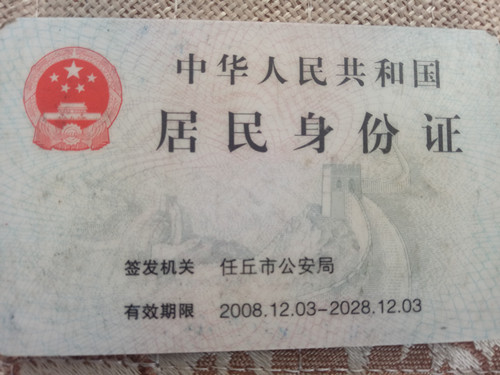 中华人民共和国
居民身份证
签发机关 任丘市公安局
有效期限 2008.12.03-2028.12.03